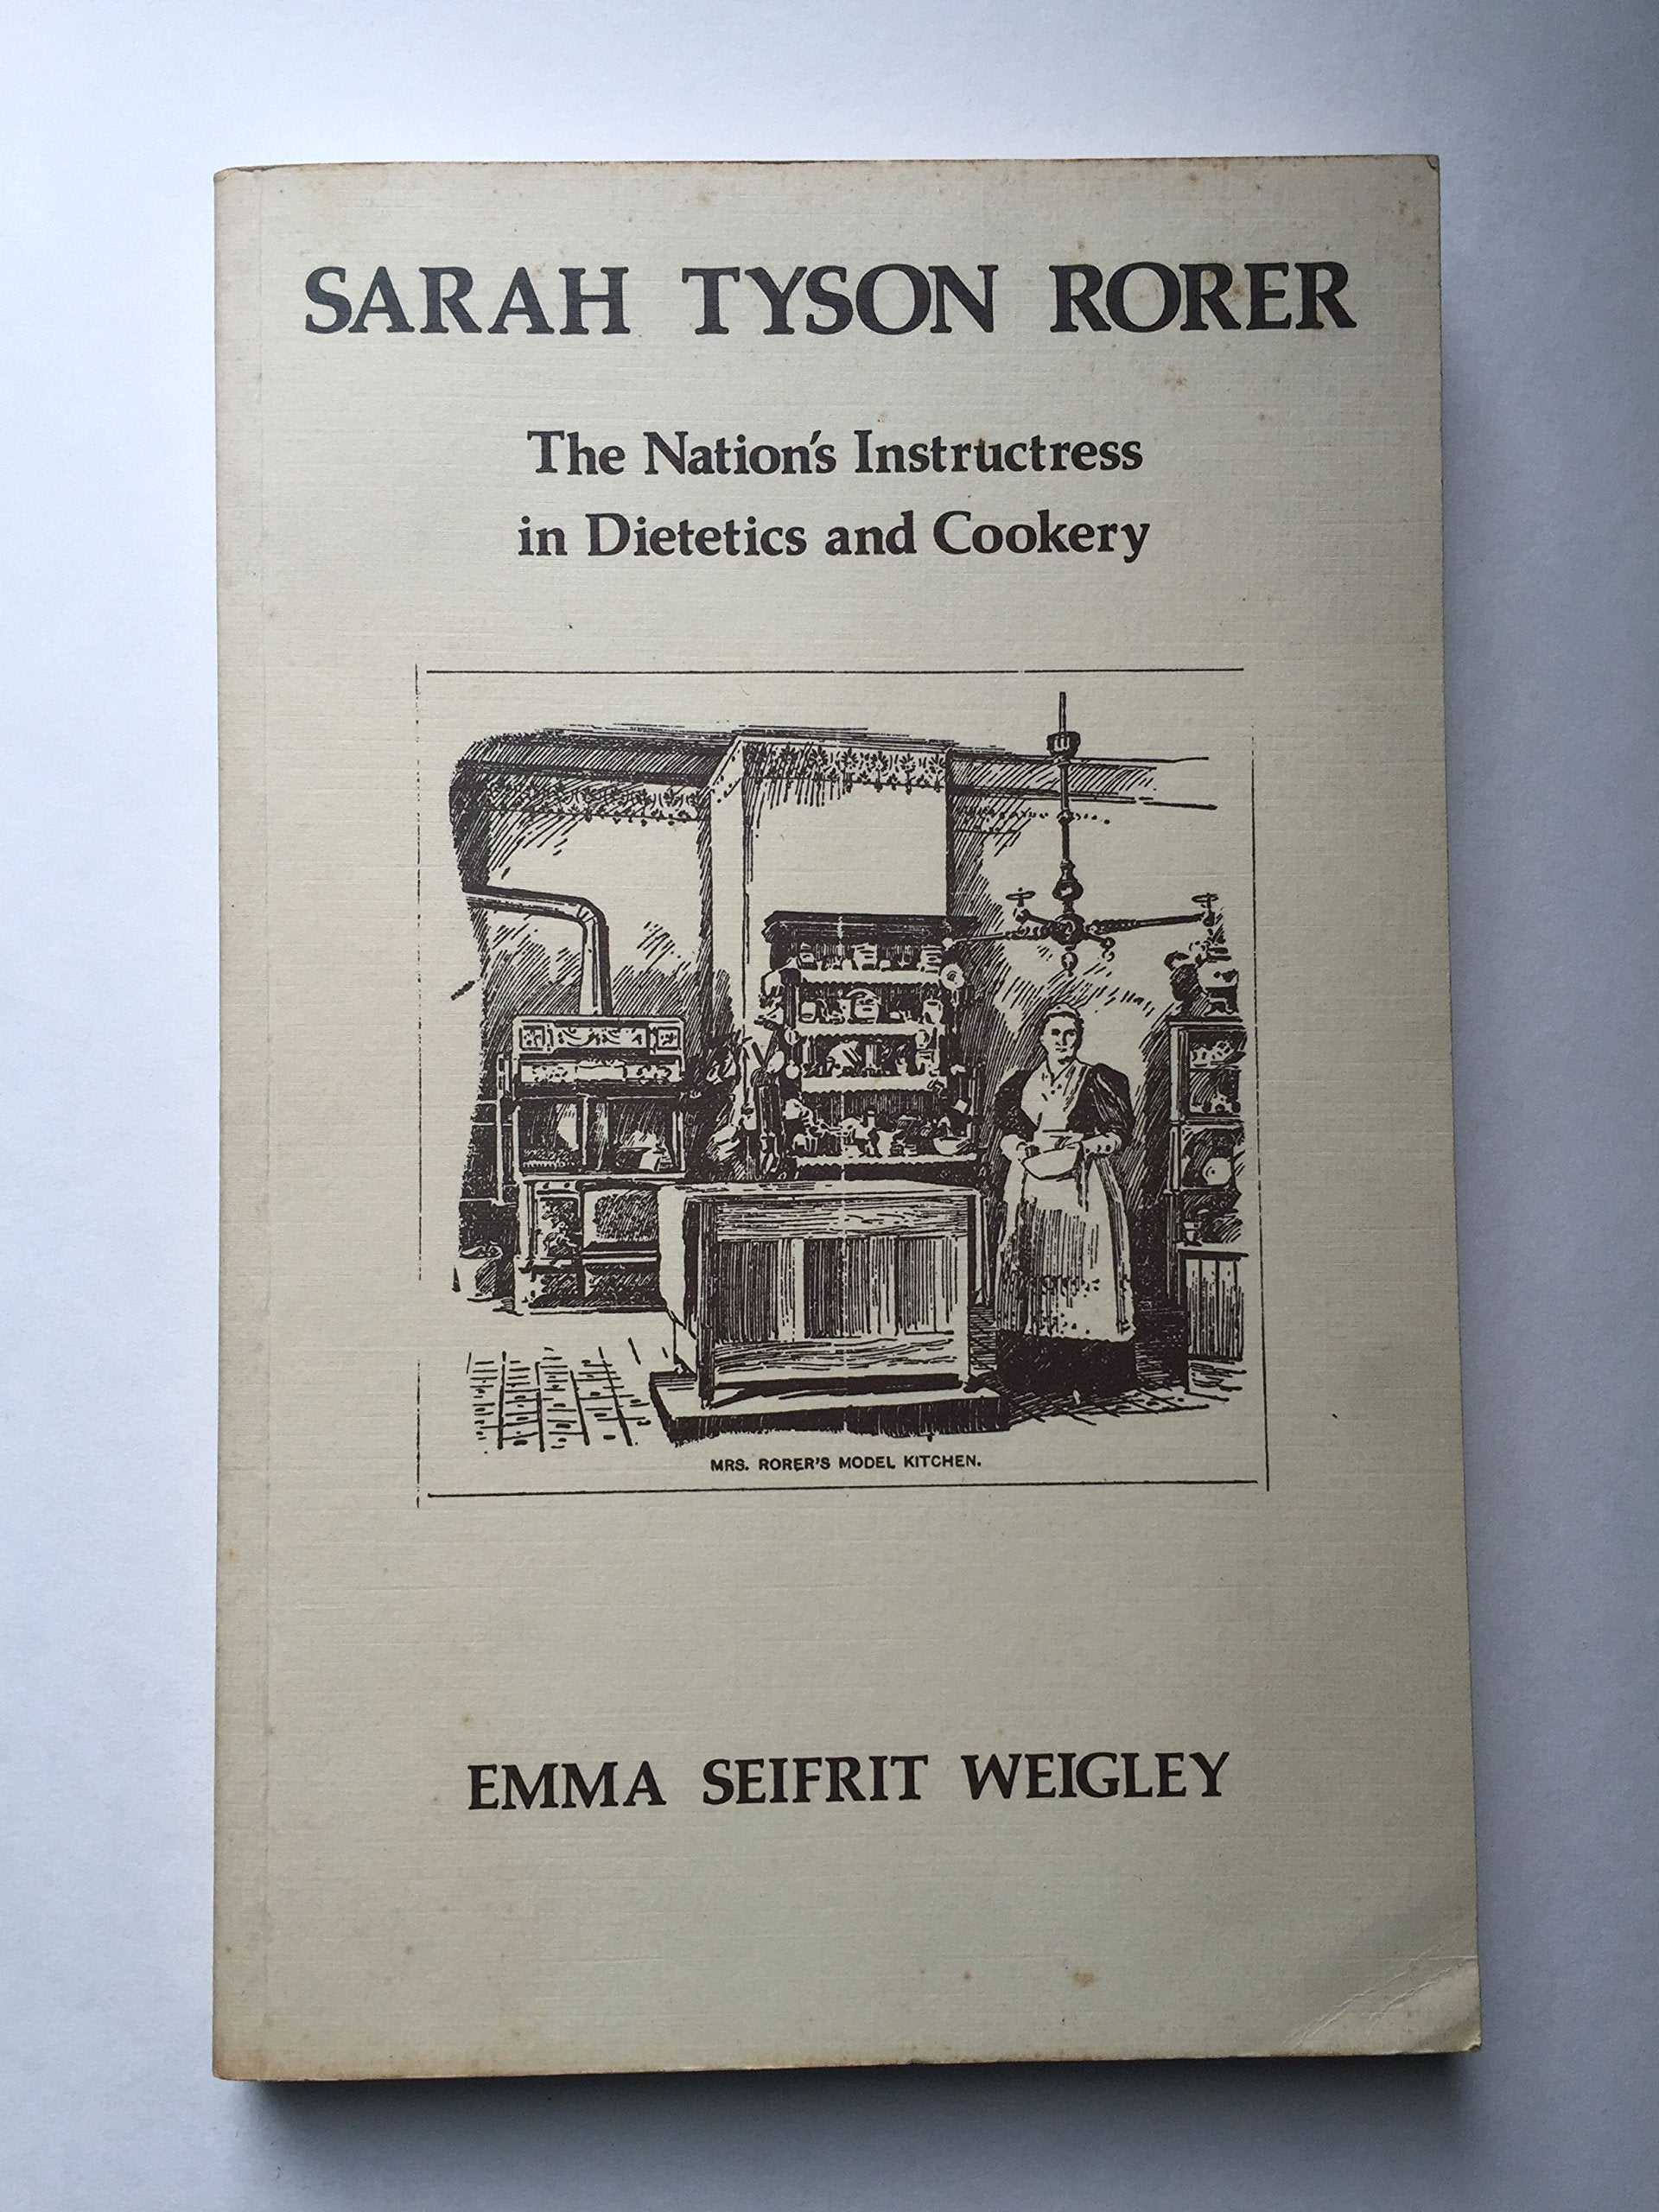 SARAH TYSON RORER
The Nation's Instructress
in Dietetics and Cookery
MRS. RORER'S MODEL KITCHEN.
EMMA SEIFRIT WEIGLEY